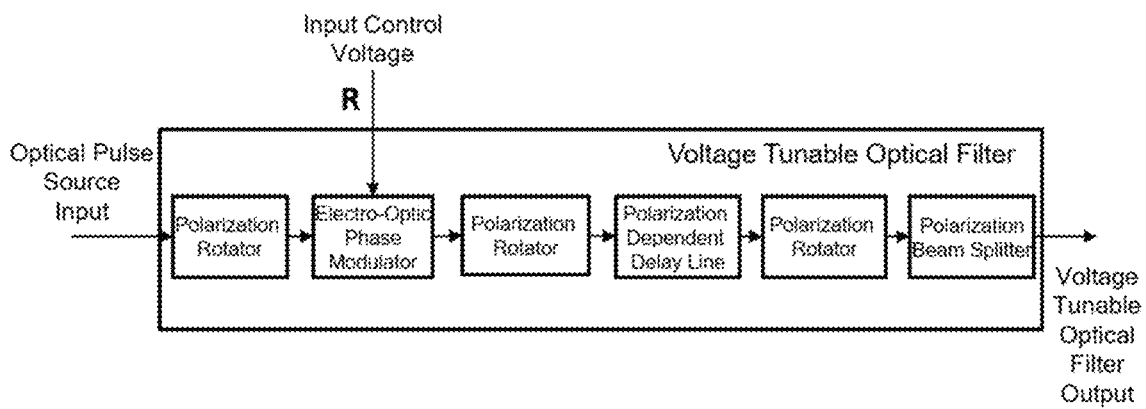 Input Control
Voltage
R
Optical Pulse
Source
Input
Voltage Tunable Optical Filter
Polarization
Rotator
Electro-Optic
Phase
Modulator
Polarization
Rotator
Polarization
Dependent
Delay Line
Polarization
Rotator
Polarization
Beam Splitter
Voltage
Tunable
Optical
Filter
Output